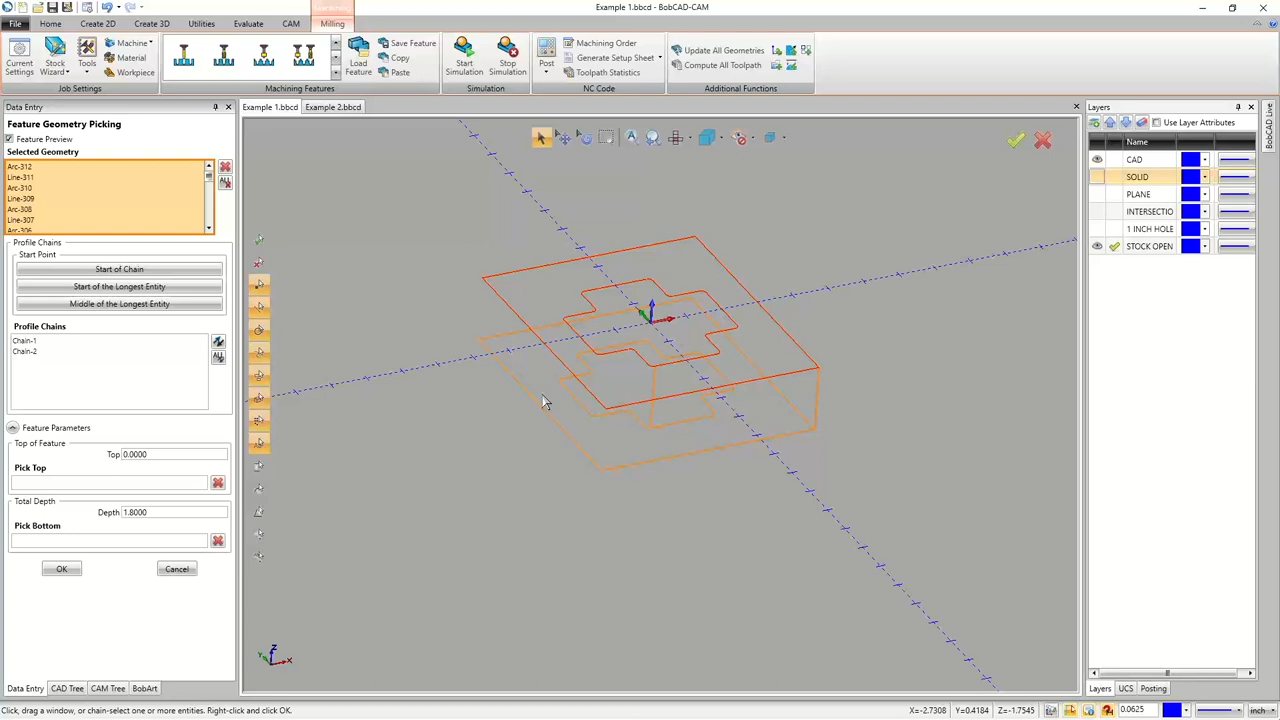 Example 1.bbcd - BobCAD-CAM
Machining
File Home Create 2D Create 3D Utilities Evaluate CAM Milling
Current Settings
Stock Wizard
Tools
Machine
Material
Workpiece
Load Feature
Save Feature
Copy
Paste
Start Simulation
Stop Simulation
Post
Machining Order
Generate Setup Sheet
Toolpath Statistics
Update All Geometries
Compute All Toolpath
Job Settings Machining Features Simulation NC Code Additional Functions
Data Entry
Example 1.bbcd Example 2.bbcd
Feature Geometry Picking
Feature Preview
Selected Geometry
Arc-312
Line-311
Arc-310
Line-309
Arc-308
Line-307
Arc-306
ALL
Profile Chains
Start Point
Start of Chain
Start of the Longest Entity
Middle of the Longest Entity
Profile Chains
Chain-1
Chain-2
ALL
Feature Parameters
Top of Feature
Top 0.0000
Pick Top
Total Depth
Depth 1.8000
Pick Bottom
OK Cancel
Data Entry CAD Tree CAM Tree BobArt
Z
Y
X
Layers
Use Layer Attributes
Name
CAD
SOLID
PLANE
INTERSECTIO
1 INCH HOLE
STOCK OPEN
BobCAD Live
Layers UCS Posting
Click, drag a window, or chain-select one or more entities. Right-click and click OK.
X=-2.7308 Y=0.4184 Z=-1.7545 0.0625 inch